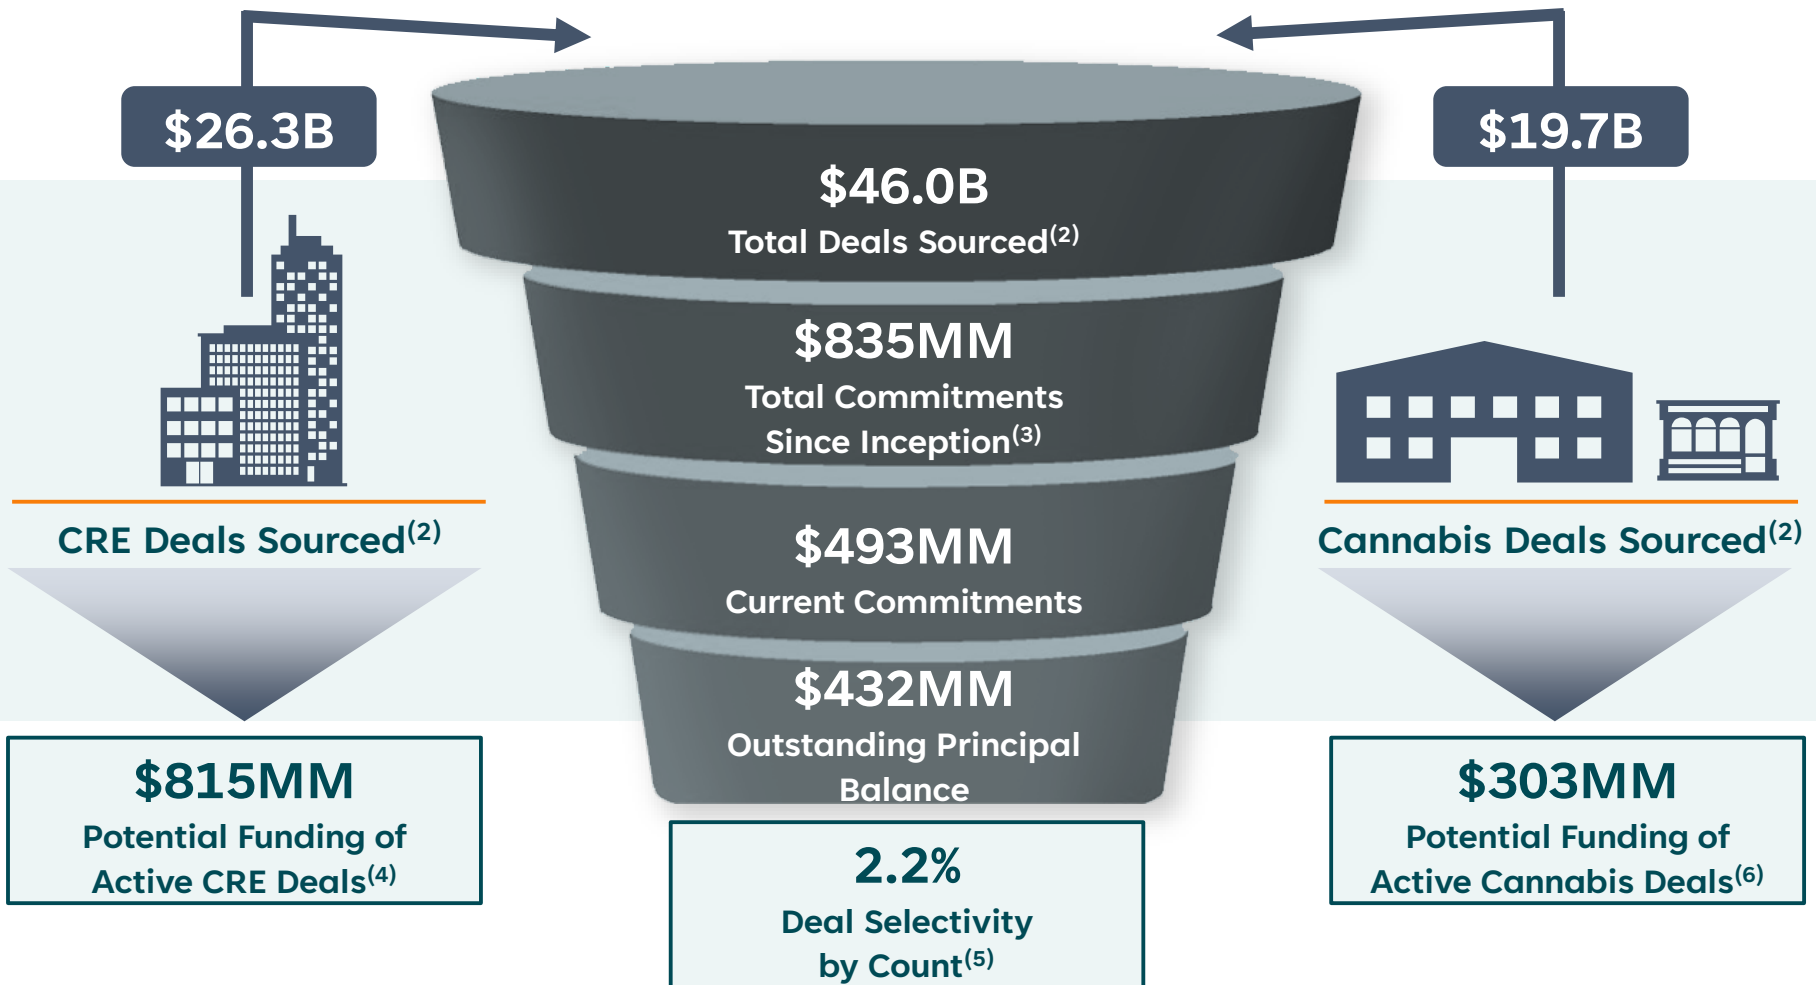 $26.3B
$19.7B
$46.0B
Total Deals Sourced(2)
$835MM
Total Commitments
Since Inception(3)
CRE Deals Sourced(2)
Cannabis Deals Sourced(2)
$493MM
Current Commitments
$432MM
Outstanding Principal
Balance
$815MM
Potential Funding of
Active CRE Deals(4)
$303MM
Potential Funding of
Active Cannabis Deals(6)
2.2%
Deal Selectivity
by Count(5)